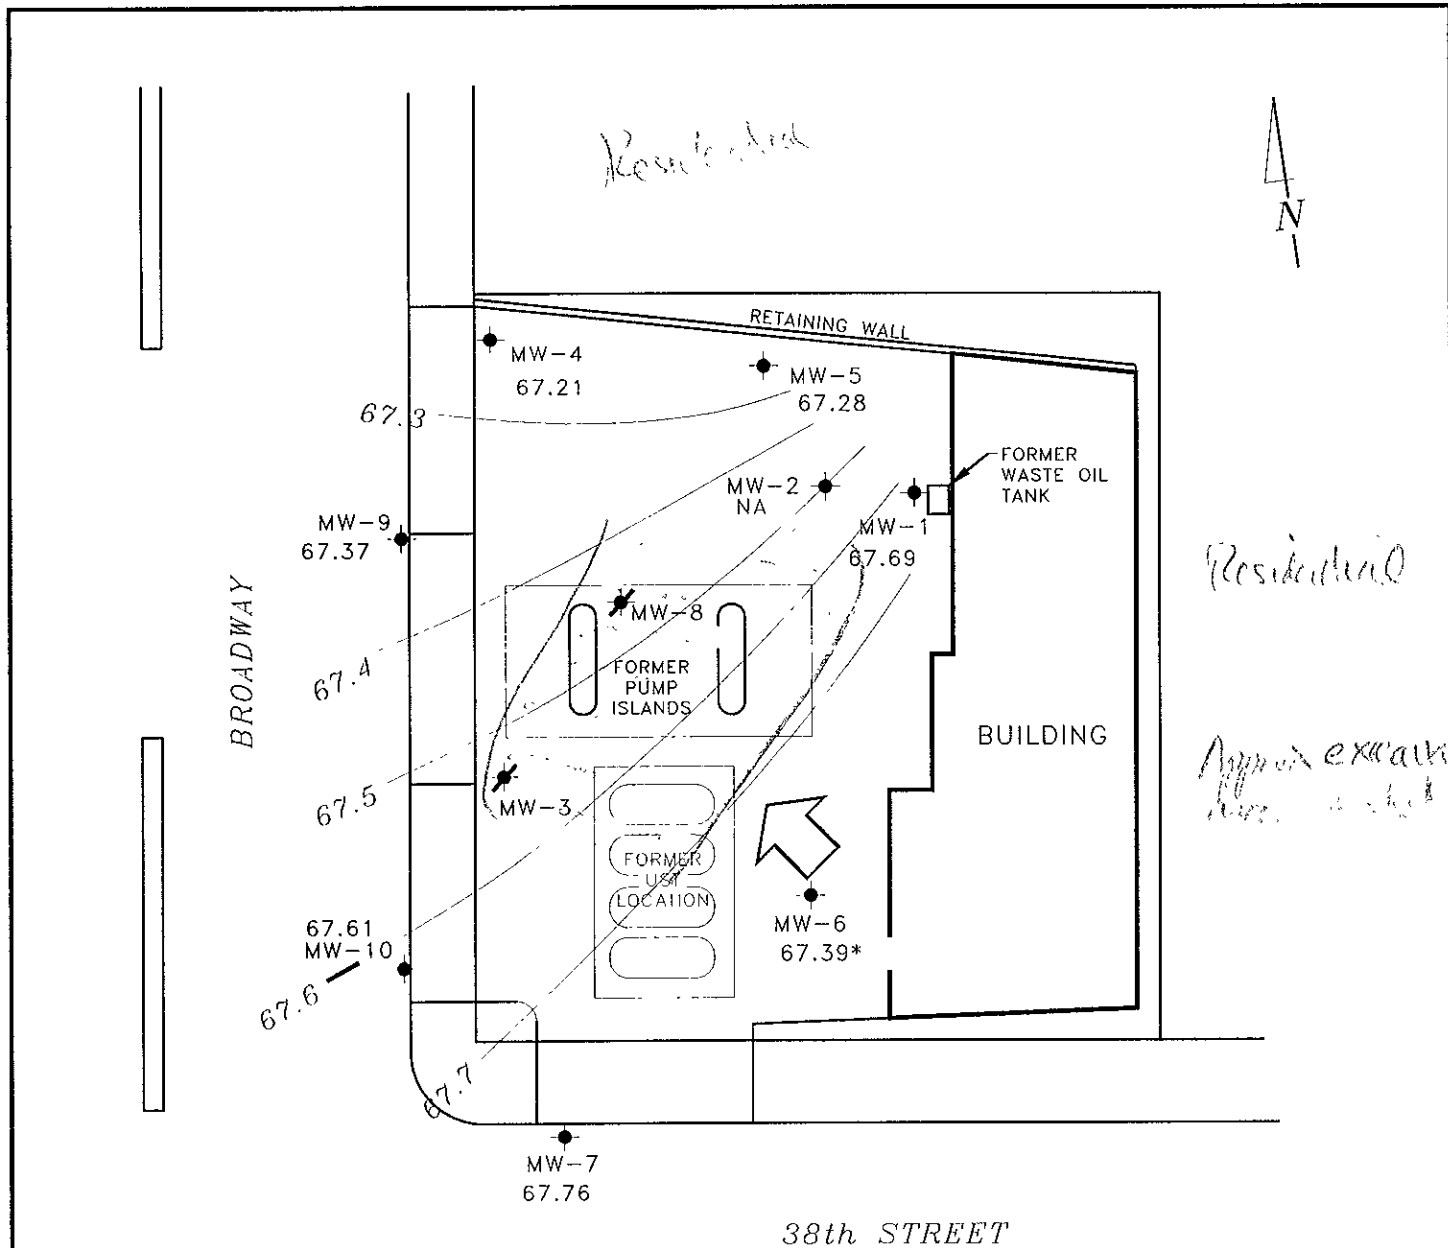 N
RETAINING WALL
MW-4
67.21
MW-5
67.28
67.3
FORMER
WASTE OIL
TANK
MW-2
NA
MW-1
67.69
MW-9
67.37
Residential
BROADWAY
MW-8
67.4
FORMER
PUMP
ISLANDS
BUILDING
67.5
MW-3
FORMER
UST
LOCATION
MW-6
67.39*
67.61
MW-10
67.6
67.7
MW-7
67.76
38th STREET